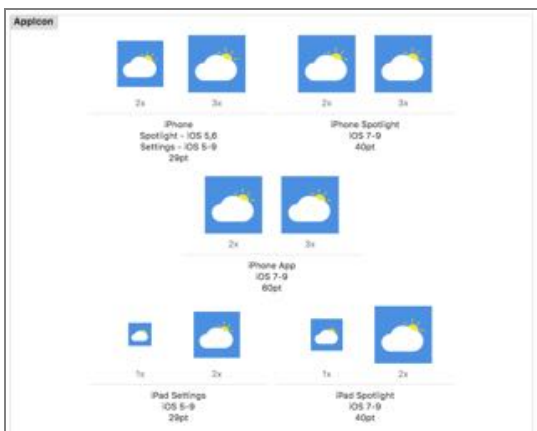 AppIcon
2x 3x 2x 3x
iPhone
Spotlight - iOS 5,6
Settings - iOS 5-9
29pt
iPhone Spotlight
iOS 7-9
40pt
2x 3x
iPhone App
iOS 7-9
60pt
1x 2x 1x 2x
iPad Settings
iOS 5-9
29pt
iPad Spotlight
iOS 7-9
40pt